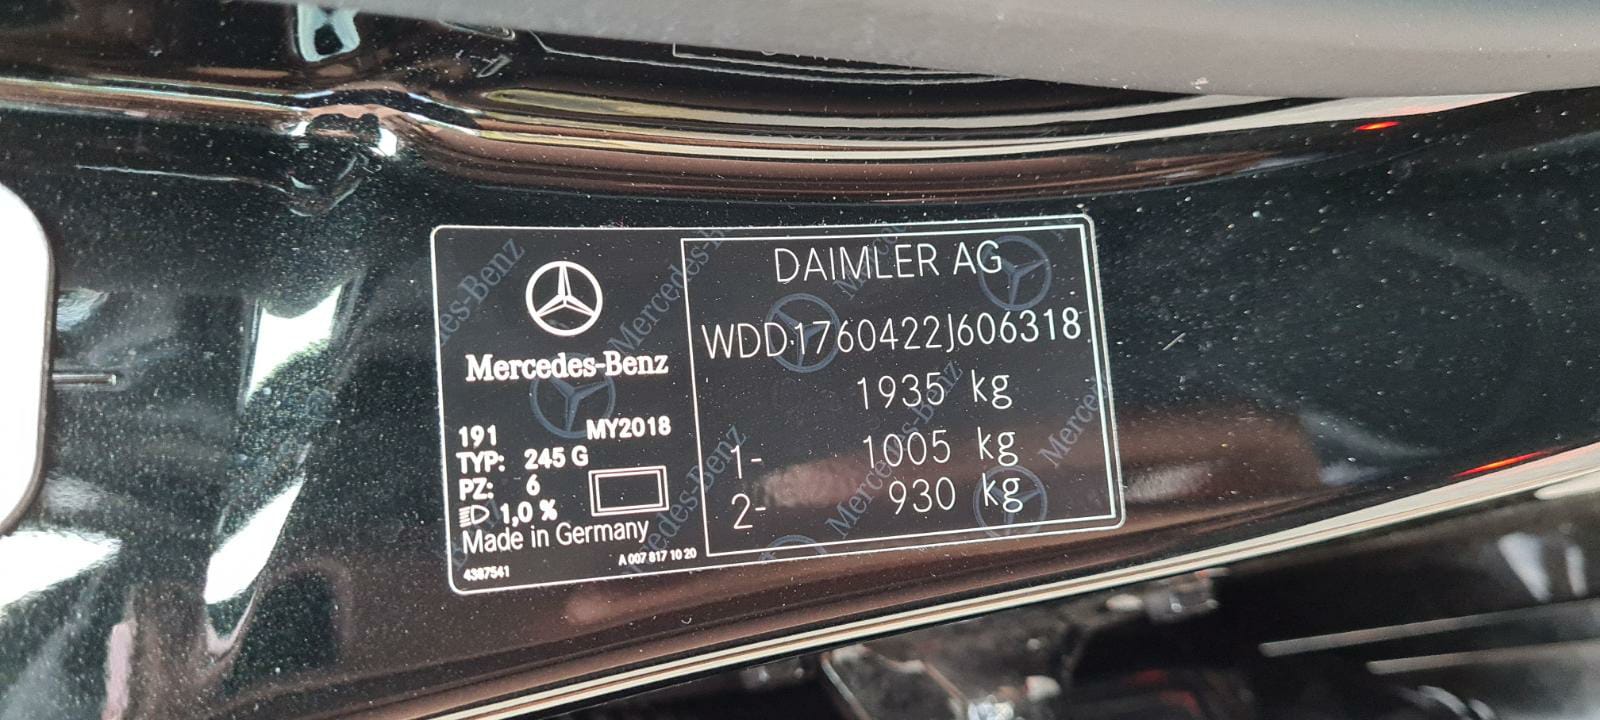 Mercedes-Benz
191 MY2018
TYP: 245 G
PZ: 6
1,0 %
Made in Germany
4387541 A 007 817 10 20
DAIMLER AG
WDD1760422J606318
1935 kg
1- 1005 kg
2- 930 kg